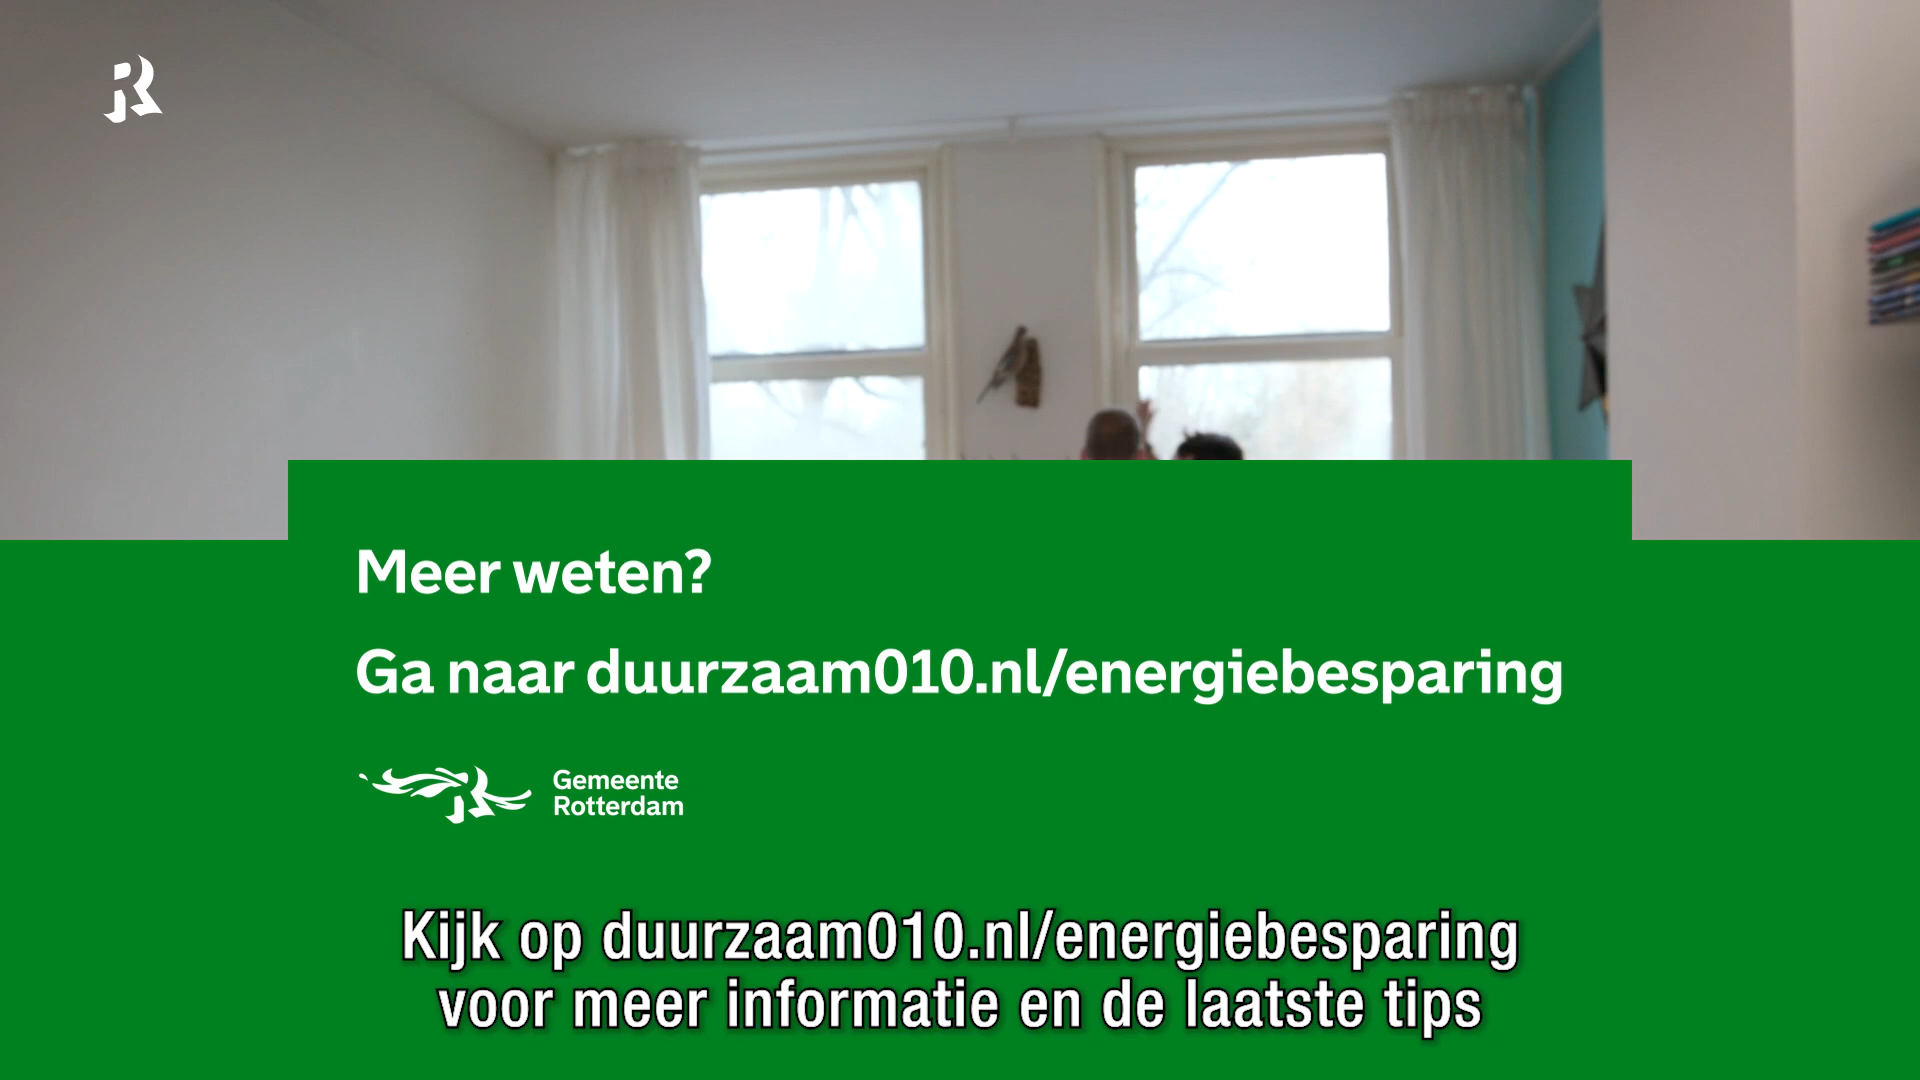 R
Meer weten?
Ga naar duurzaam010.nl/energiebesparing
Gemeente
Rotterdam
Kijk op duurzaam010.nl/energiebesparing
voor meer informatie en de laatste tips